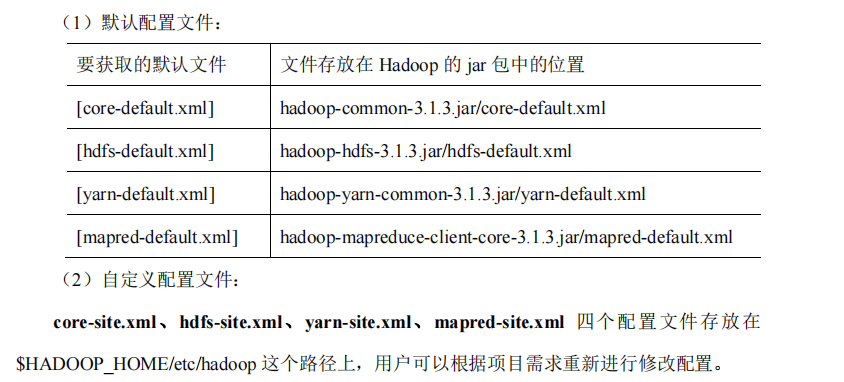 （1）默认配置文件：
要获取的默认文件 文件存放在 Hadoop 的 jar 包中的位置
[core-default.xml] hadoop-common-3.1.3.jar/core-default.xml
[hdfs-default.xml] hadoop-hdfs-3.1.3.jar/hdfs-default.xml
[yarn-default.xml] hadoop-yarn-common-3.1.3.jar/yarn-default.xml
[mapred-default.xml] hadoop-mapreduce-client-core-3.1.3.jar/mapred-default.xml
（2）自定义配置文件：
core-site.xml、hdfs-site.xml、yarn-site.xml、mapred-site.xml 四个配置文件存放在
$HADOOP_HOME/etc/hadoop 这个路径上，用户可以根据项目需求重新进行修改配置。